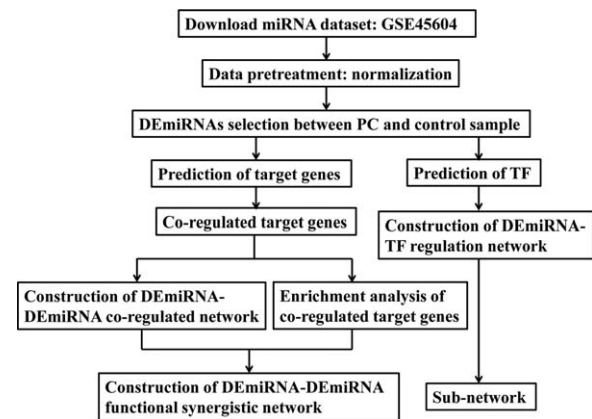 Download miRNA dataset: GSE45604
Data pretreatment: normalization
DEmiRNAs selection between PC and control sample
Prediction of target genes
Prediction of TF
Co-regulated target genes
Construction of DEmiRNA-
TF regulation network
Construction of DEmiRNA-
DEmiRNA co-regulated network
Enrichment analysis of
co-regulated target genes
Construction of DEmiRNA-DEmiRNA
functional synergistic network
Sub-network